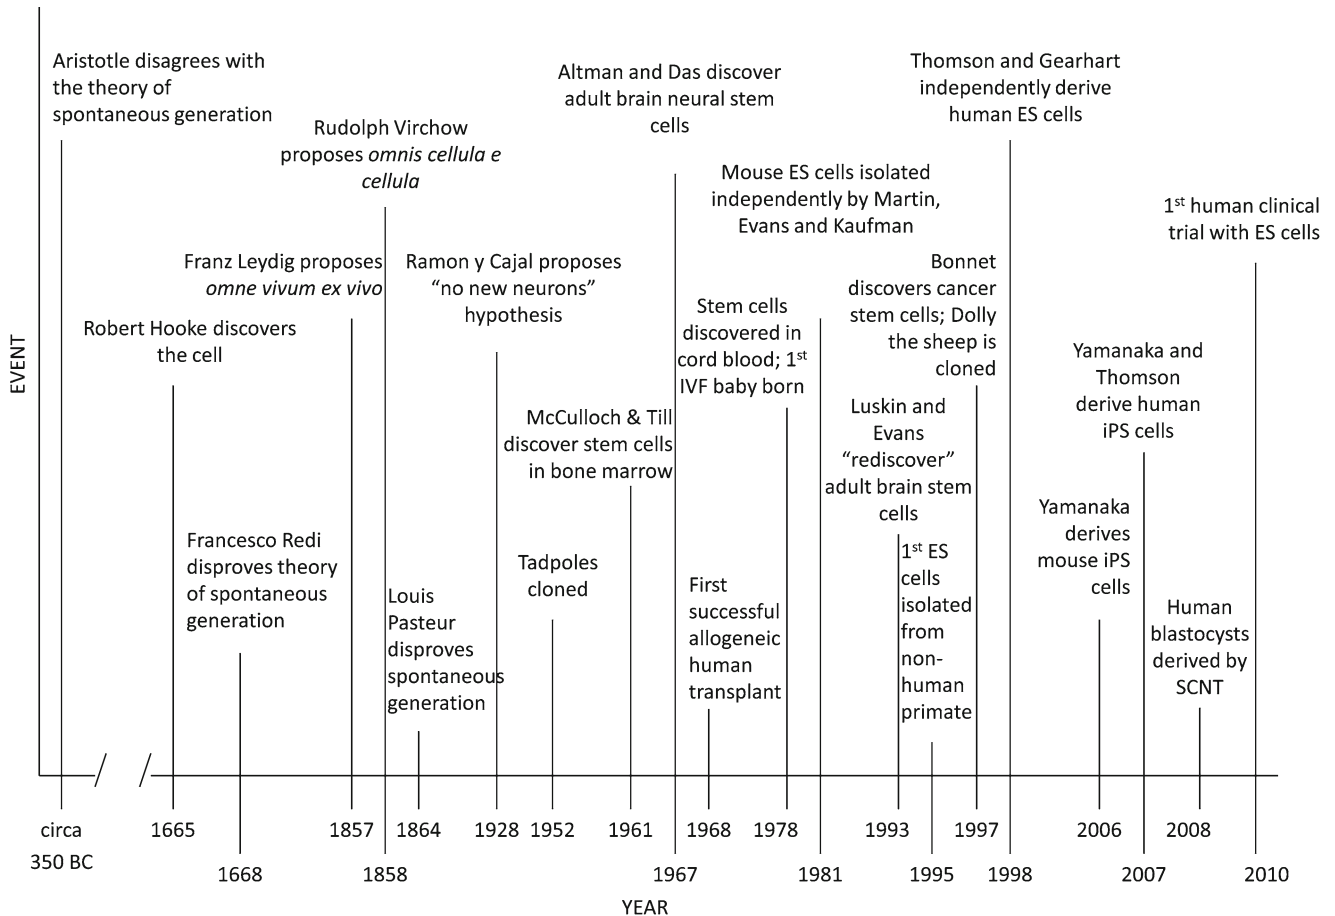 Aristotle disagrees with
the theory of
spontaneous generation
Rudolph Virchow
proposes omnis cellula e
cellula
Altman and Das discover
adult brain neural stem
cells
Thomson and Gearhart
independently derive
human ES cells
Mouse ES cells isolated
independently by Martin,
Evans and Kaufman
1st human clinical
trial with ES cells
Franz Leydig proposes
omne vivum ex vivo
Ramon y Cajal proposes
“no new neurons”
hypothesis
Bonnet
discovers cancer
stem cells; Dolly
the sheep is
cloned
Stem cells
discovered in
cord blood; 1st
IVF baby born
Robert Hooke discovers
the cell
Yamanaka and
Thomson
derive human
iPS cells
McCulloch & Till
discover stem cells
in bone marrow
Luskin and
Evans
“rediscover”
adult brain stem
cells
Francesco Redi
disproves theory
of spontaneous
generation
Louis
Pasteur
disproves
spontaneous
generation
Tadpoles
cloned
First
successful
allogeneic
human
transplant
1st ES
cells
isolated
from
non-
human
primate
Yamanaka
derives
mouse iPS
cells
Human
blastocysts
derived by
SCNT
EVENT
circa
350 BC
1665
1668
1857
1858
1864
1928
1952
1961
1967
1968
1978
1981
1993
1995
1997
1998
2006
2007
2008
2010
YEAR